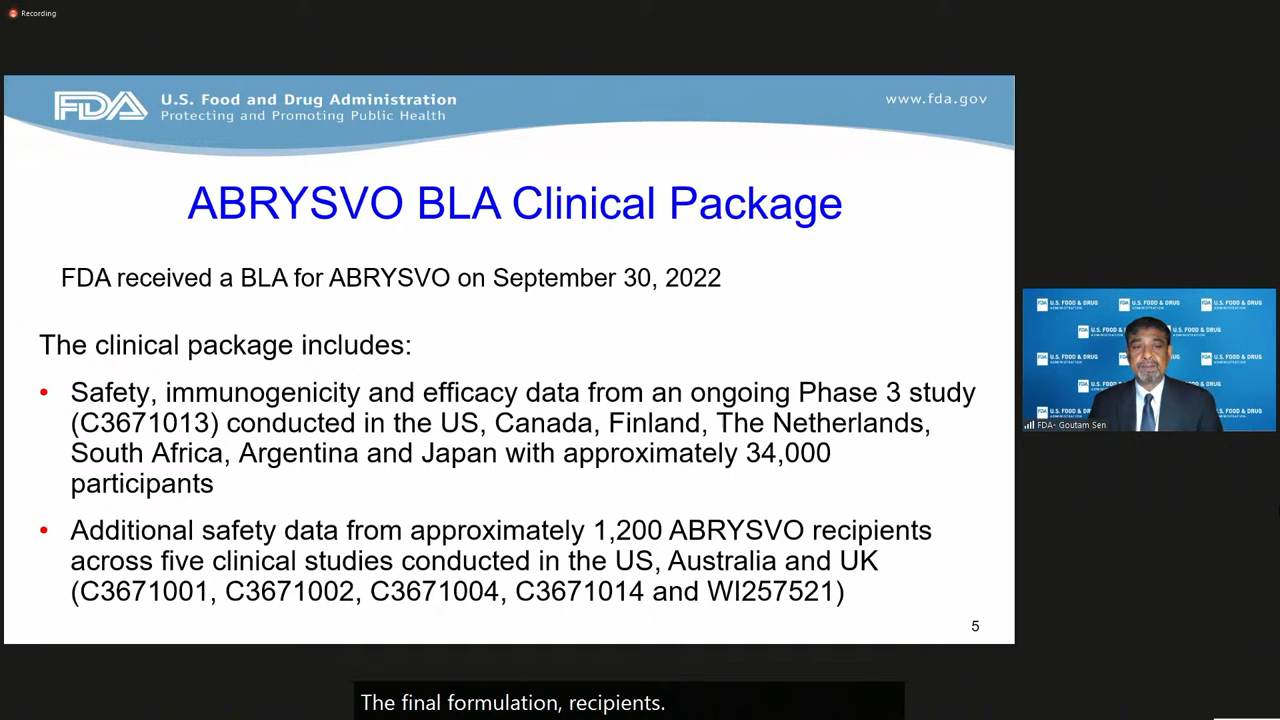 Recording
FDA
U.S. Food and Drug Administration
Protecting and Promoting Public Health
www.fda.gov
ABRYSVO BLA Clinical Package
FDA received a BLA for ABRYSVO on September 30, 2022
The clinical package includes:
• Safety, immunogenicity and efficacy data from an ongoing Phase 3 study
(C3671013) conducted in the US, Canada, Finland, The Netherlands,
South Africa, Argentina and Japan with approximately 34,000
participants
• Additional safety data from approximately 1,200 ABRYSVO recipients
across five clinical studies conducted in the US, Australia and UK
(C3671001, C3671002, C3671004, C3671014 and WI257521)
5
FDA U.S. FOOD & DRUG ADMINISTRATION
FDA- Goutam Sen
The final formulation, recipients.